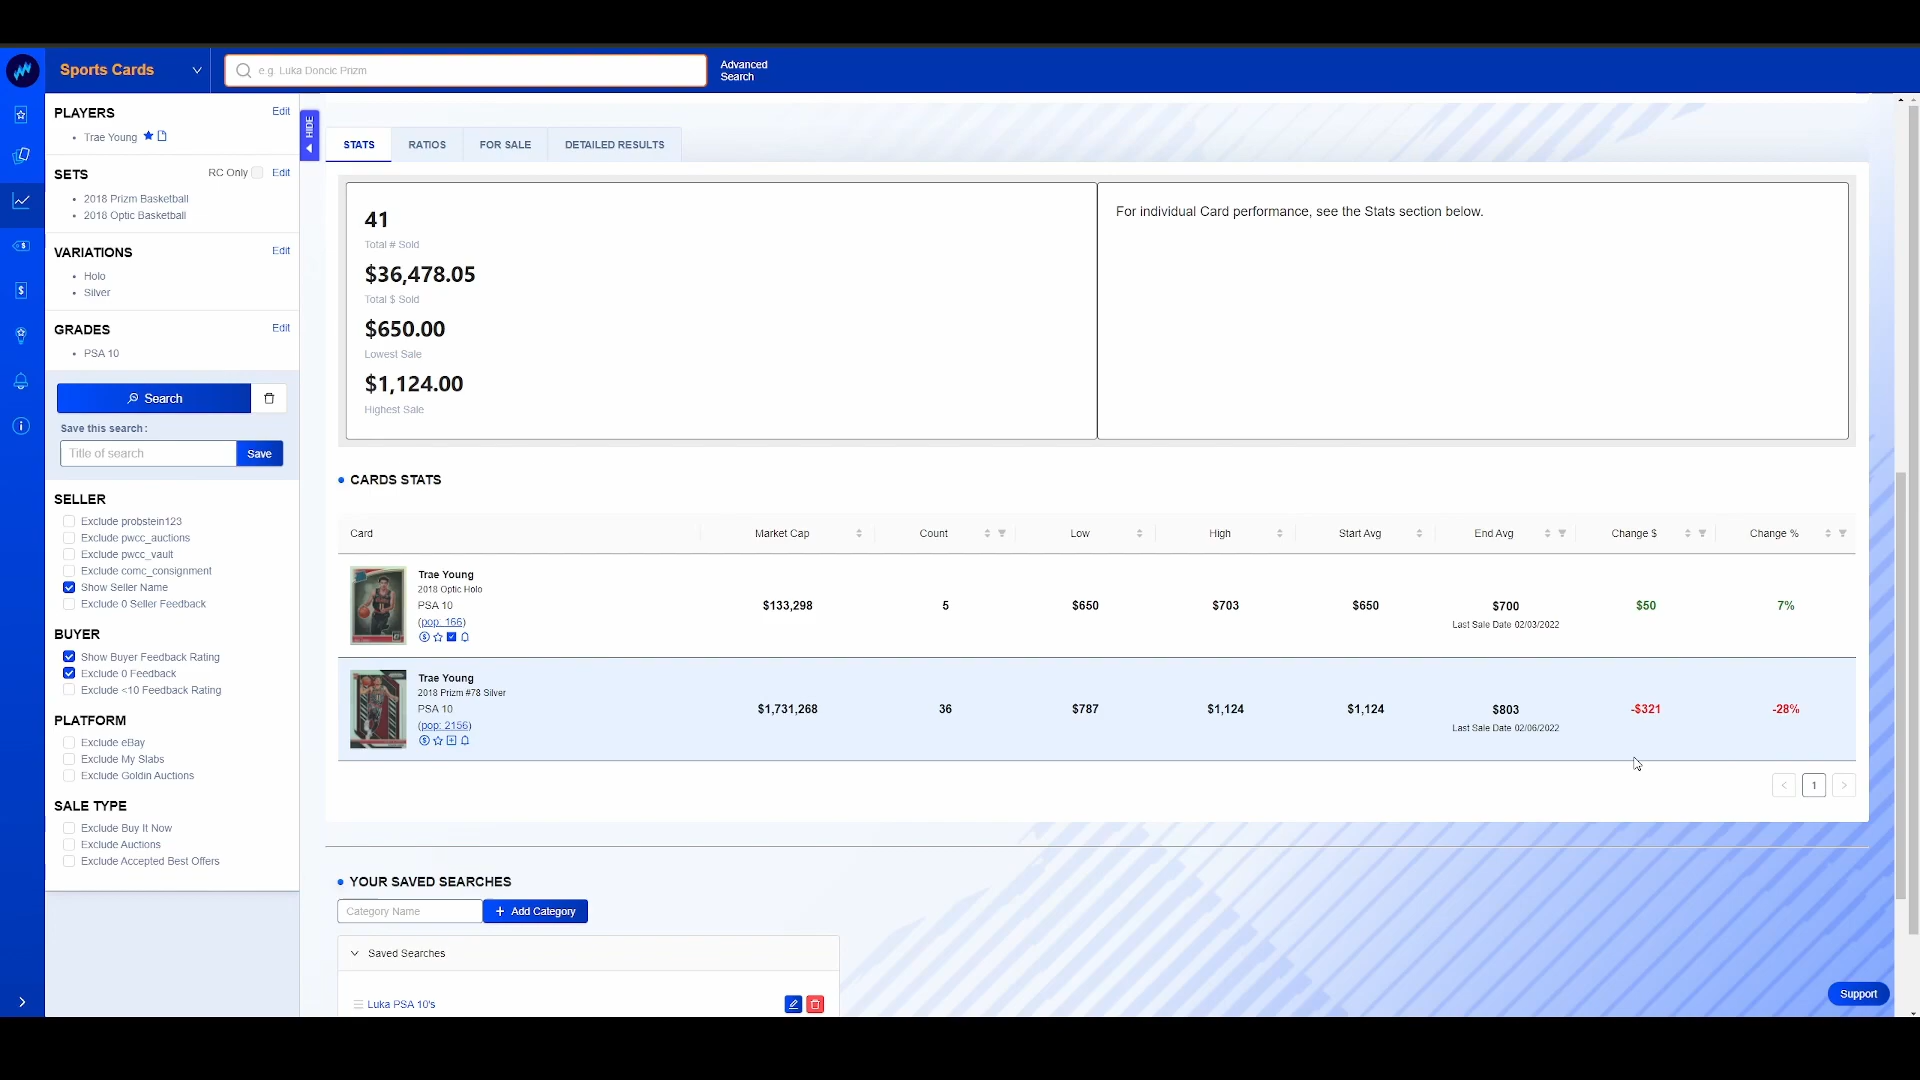 Sports Cards
e.g. Luka Doncic Prizm
Advanced
Search
PLAYERS
Edit
Trae Young
SETS
RC Only
Edit
2018 Prizm Basketball
2018 Optic Basketball
VARIATIONS
Edit
Holo
Silver
GRADES
Edit
PSA 10
Search
Save this search:
Title of search
Save
SELLER
Exclude probstein123
Exclude pwcc_auctions
Exclude pwcc_vault
Exclude comc_consignment
Show Seller Name
Exclude 0 Seller Feedback
BUYER
Show Buyer Feedback Rating
Exclude 0 Feedback
Exclude <10 Feedback Rating
PLATFORM
Exclude eBay
Exclude My Slabs
Exclude Goldin Auctions
SALE TYPE
Exclude Buy It Now
Exclude Auctions
Exclude Accepted Best Offers
HIDE
STATS RATIOS FOR SALE DETAILED RESULTS
41
Total # Sold
$36,478.05
Total $ Sold
$650.00
Lowest Sale
$1,124.00
Highest Sale
For individual Card performance, see the Stats section below.
CARDS STATS
Card Market Cap Count Low High Start Avg End Avg Change $ Change %
Trae Young
2018 Optic Holo
PSA 10
(pop: 166)
$133,298 5 $650 $703 $650 $700 $50 7%
Last Sale Date 02/03/2022
Trae Young
2018 Prizm #78 Silver
PSA 10
(pop: 2156)
$1,731,268 36 $787 $1,124 $1,124 $803 -$321 -28%
Last Sale Date 02/06/2022
< 1 >
YOUR SAVED SEARCHES
Category Name
+ Add Category
Saved Searches
Luka PSA 10's
Support